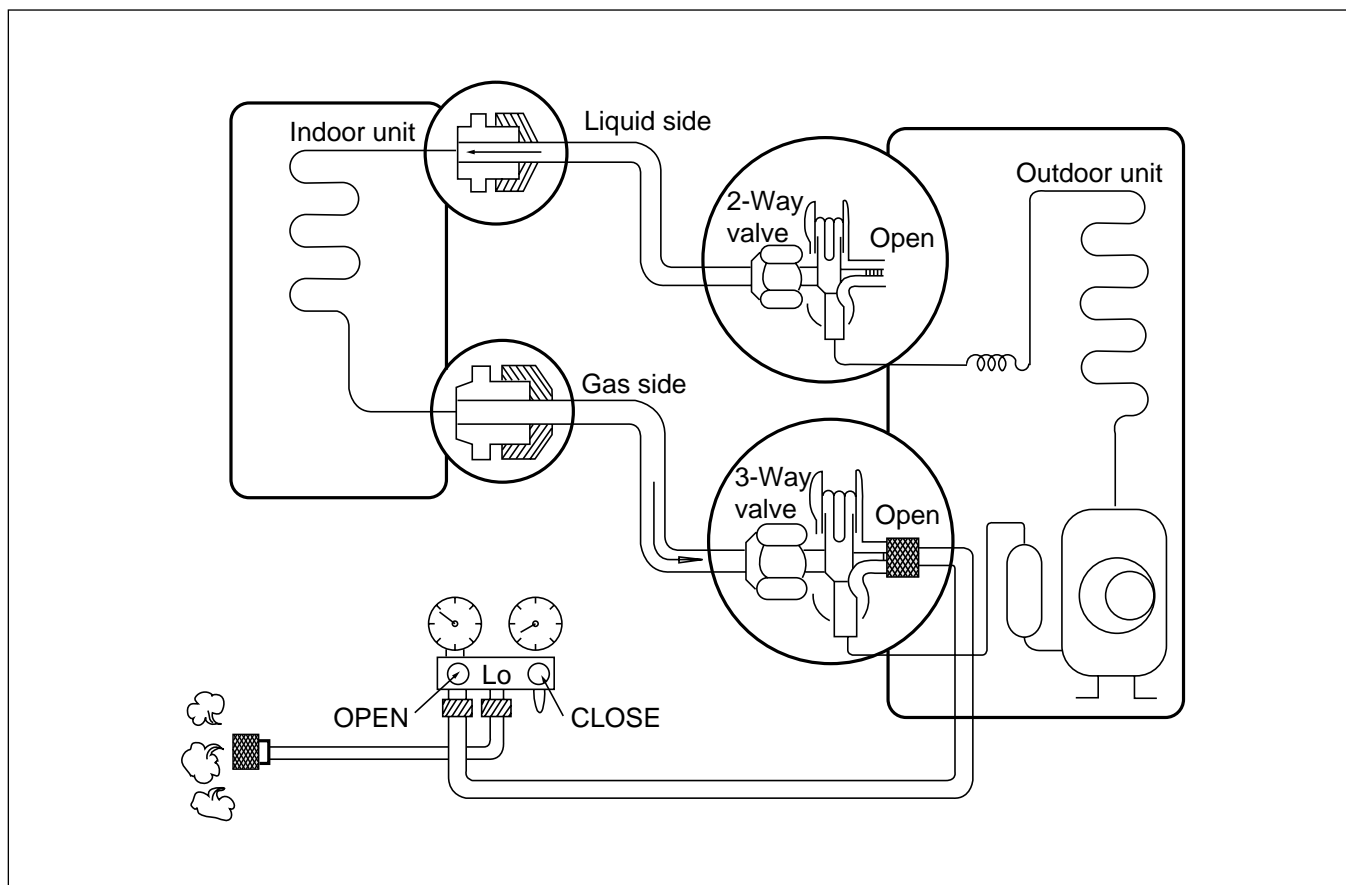 Indoor unit
Liquid side
Outdoor unit
2-Way
valve
Open
Gas side
3-Way
valve
Open
Lo
OPEN
CLOSE